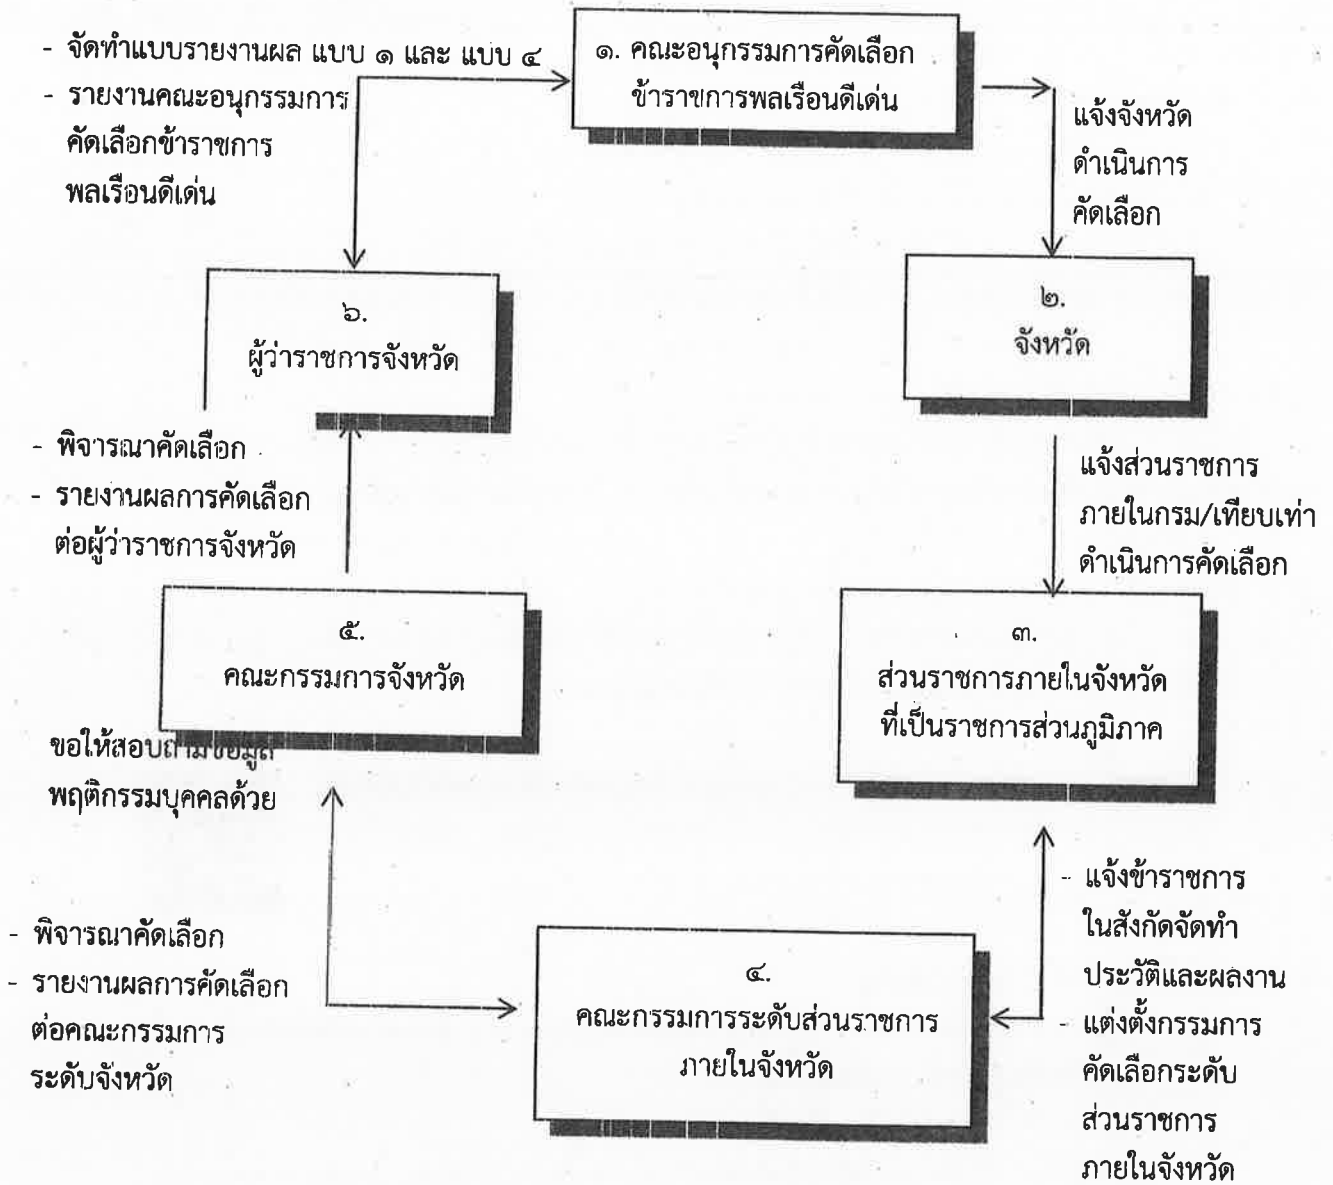 - จัดทำแบบรายงานผล แบบ ๑ และ แบบ ๔
- รายงานคณะอนุกรรมการ
คัดเลือกข้าราชการ
พลเรือนดีเด่น
๑. คณะอนุกรรมการคัดเลือก
ข้าราชการพลเรือนดีเด่น
แจ้งจังหวัด
ดำเนินการ
คัดเลือก
๖.
ผู้ว่าราชการจังหวัด
๒.
จังหวัด
- พิจารณาคัดเลือก
- รายงานผลการคัดเลือก
ต่อผู้ว่าราชการจังหวัด
แจ้งส่วนราชการ
ภายในกรม/เทียบเท่า
ดำเนินการคัดเลือก
๕.
คณะกรรมการจังหวัด
๓.
ส่วนราชการภายในจังหวัด
ที่เป็นราชการส่วนภูมิภาค
ขอให้สอบถามข้อมูล
พฤติกรรมบุคคลด้วย
- พิจารณาคัดเลือก
- รายงานผลการคัดเลือก
ต่อคณะกรรมการ
ระดับจังหวัด
๔.
คณะกรรมการระดับส่วนราชการ
ภายในจังหวัด
- แจ้งข้าราชการ
ในสังกัดจัดทำ
ประวัติและผลงาน
- แต่งตั้งกรรมการ
คัดเลือกระดับ
ส่วนราชการ
ภายในจังหวัด